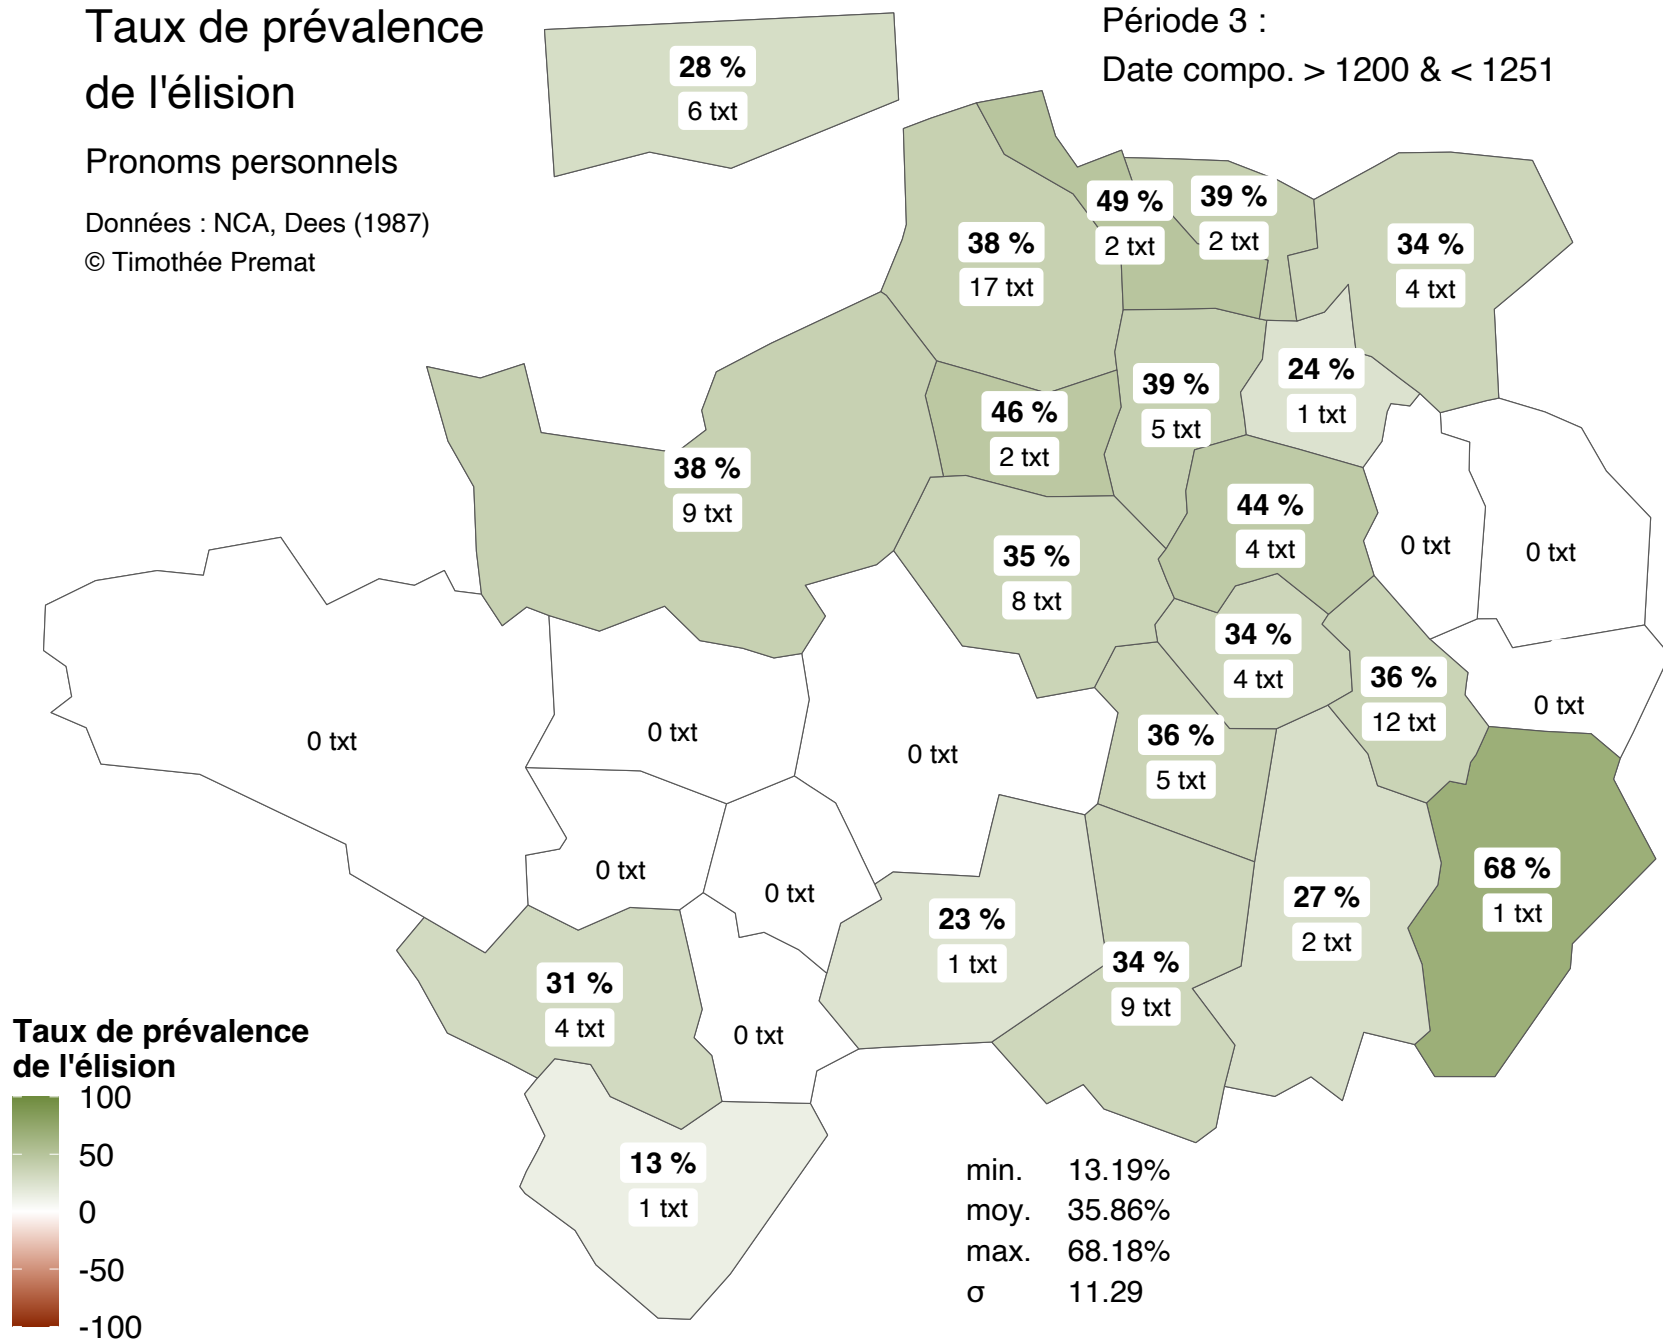 Taux de prévalence
de l'élision
Pronoms personnels
Données : NCA, Dees (1987)
© Timothée Premat
Période 3 :
Date compo. > 1200 & < 1251
28 %
6 txt
49 %
2 txt
39 %
2 txt
38 %
17 txt
34 %
4 txt
24 %
1 txt
39 %
5 txt
46 %
2 txt
38 %
9 txt
44 %
4 txt
0 txt
0 txt
35 %
8 txt
34 %
4 txt
36 %
12 txt
0 txt
0 txt
0 txt
0 txt
36 %
5 txt
0 txt
0 txt
68 %
1 txt
27 %
2 txt
23 %
1 txt
34 %
9 txt
31 %
4 txt
0 txt
13 %
1 txt
Taux de prévalence
de l'élision
100
50
0
-50
-100
min. 13.19%
moy. 35.86%
max. 68.18%
σ 11.29